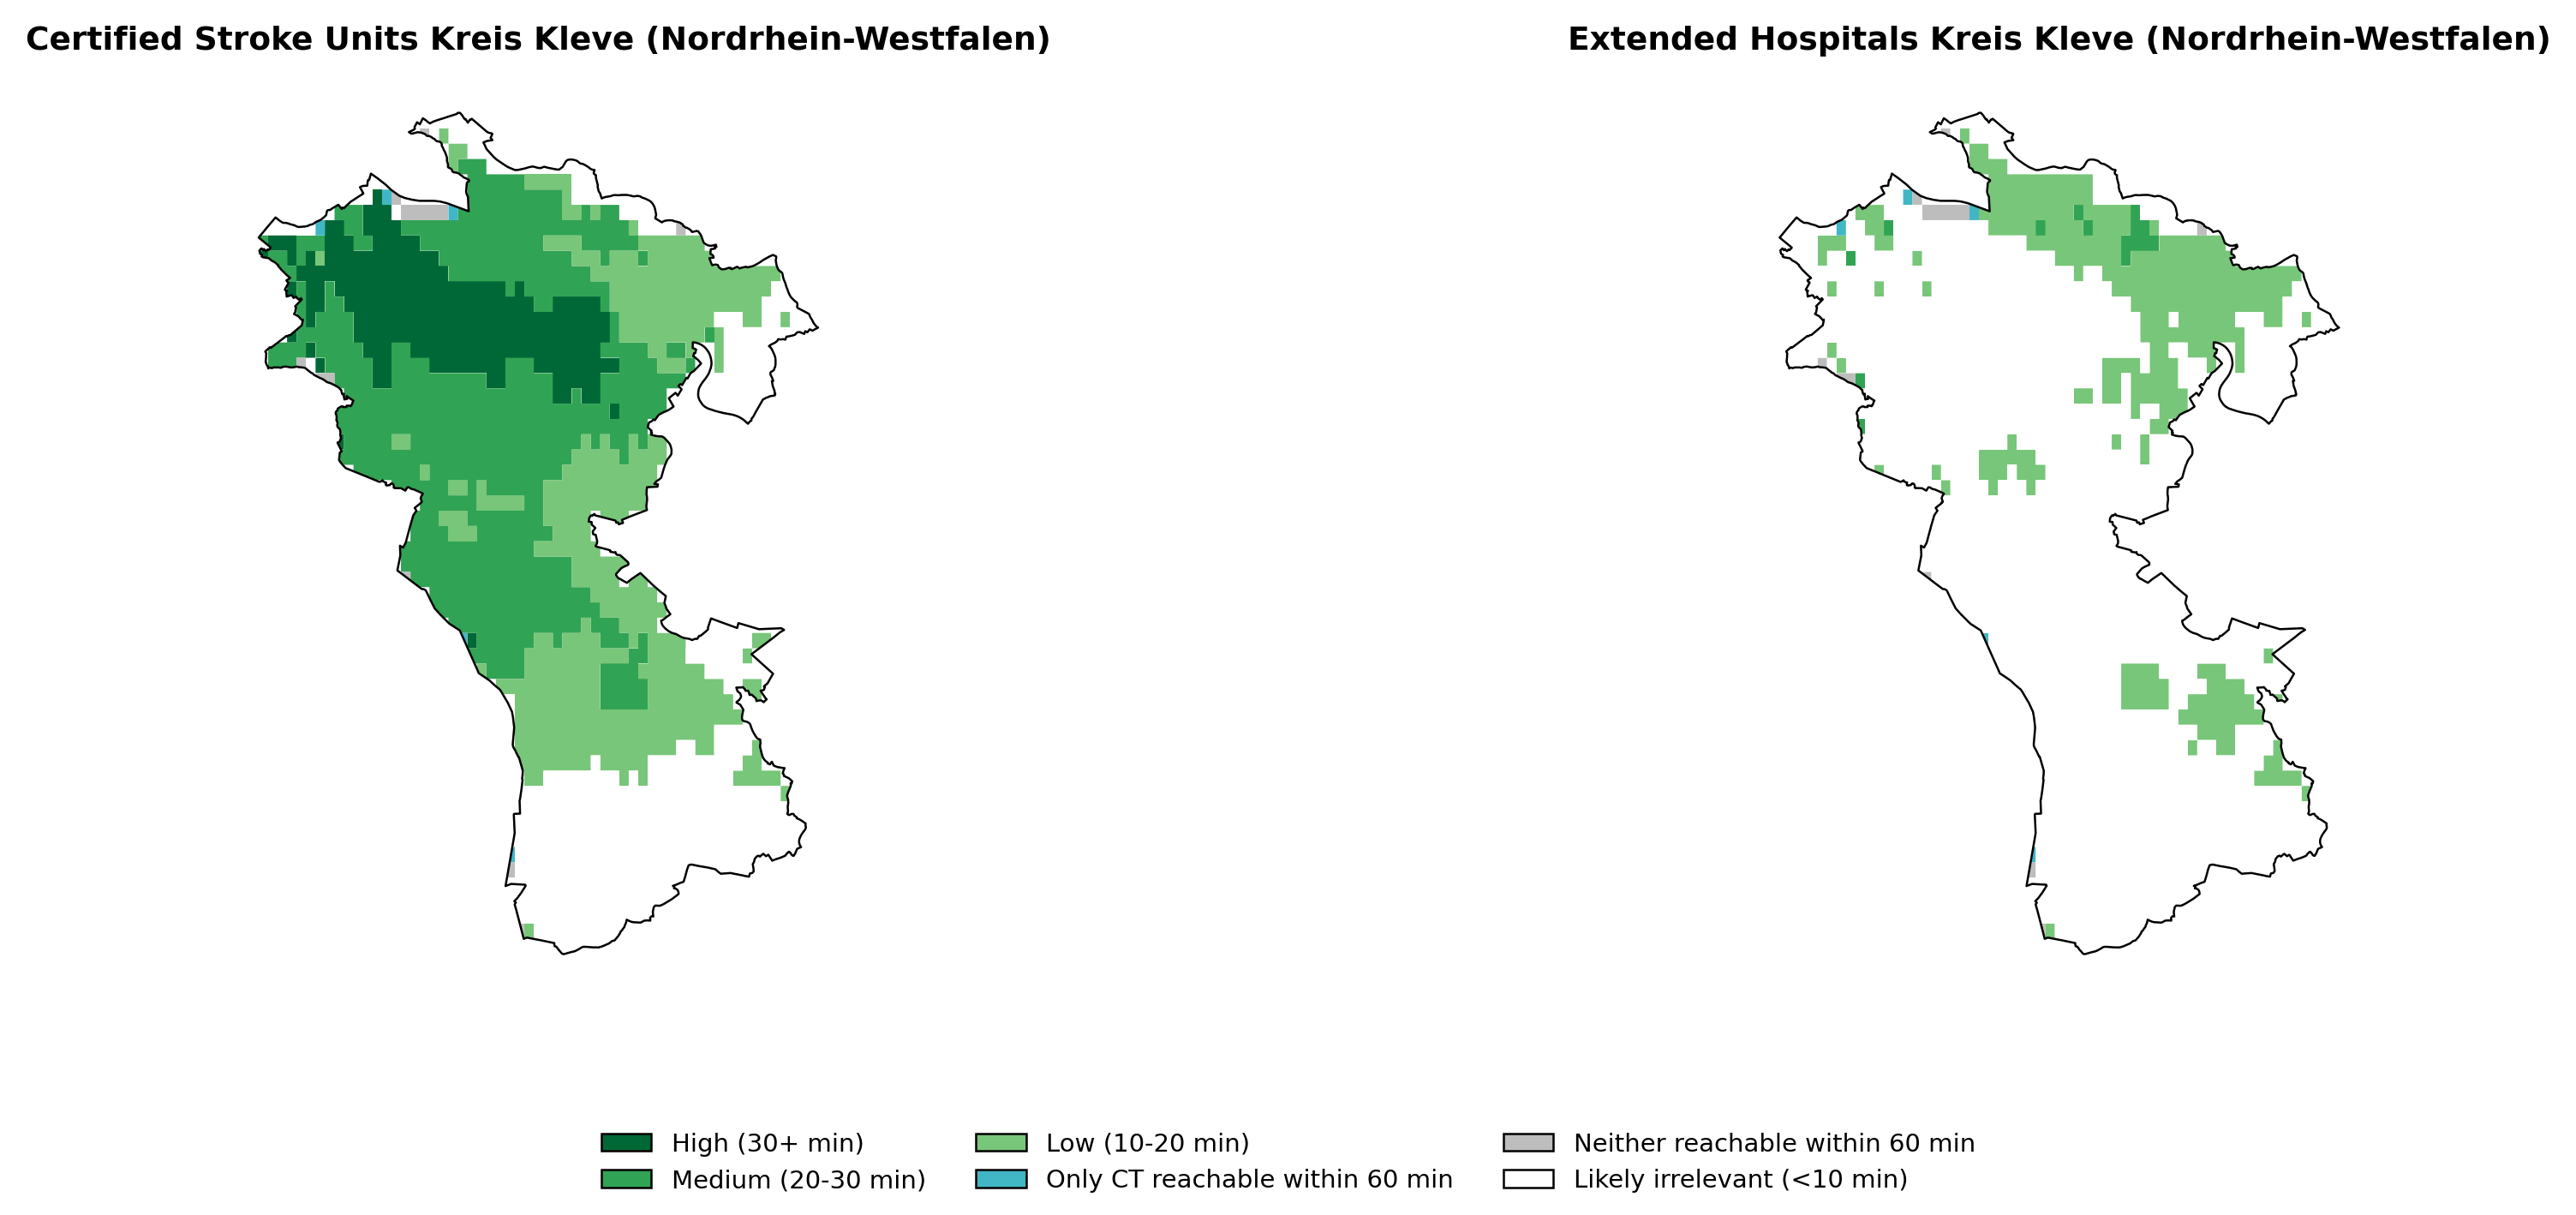 Certified Stroke Units Kreis Kleve (Nordrhein-Westfalen)
Extended Hospitals Kreis Kleve (Nordrhein-Westfalen)
High (30+ min)
Medium (20-30 min)
Low (10-20 min)
Only CT reachable within 60 min
Neither reachable within 60 min
Likely irrelevant (<10 min)